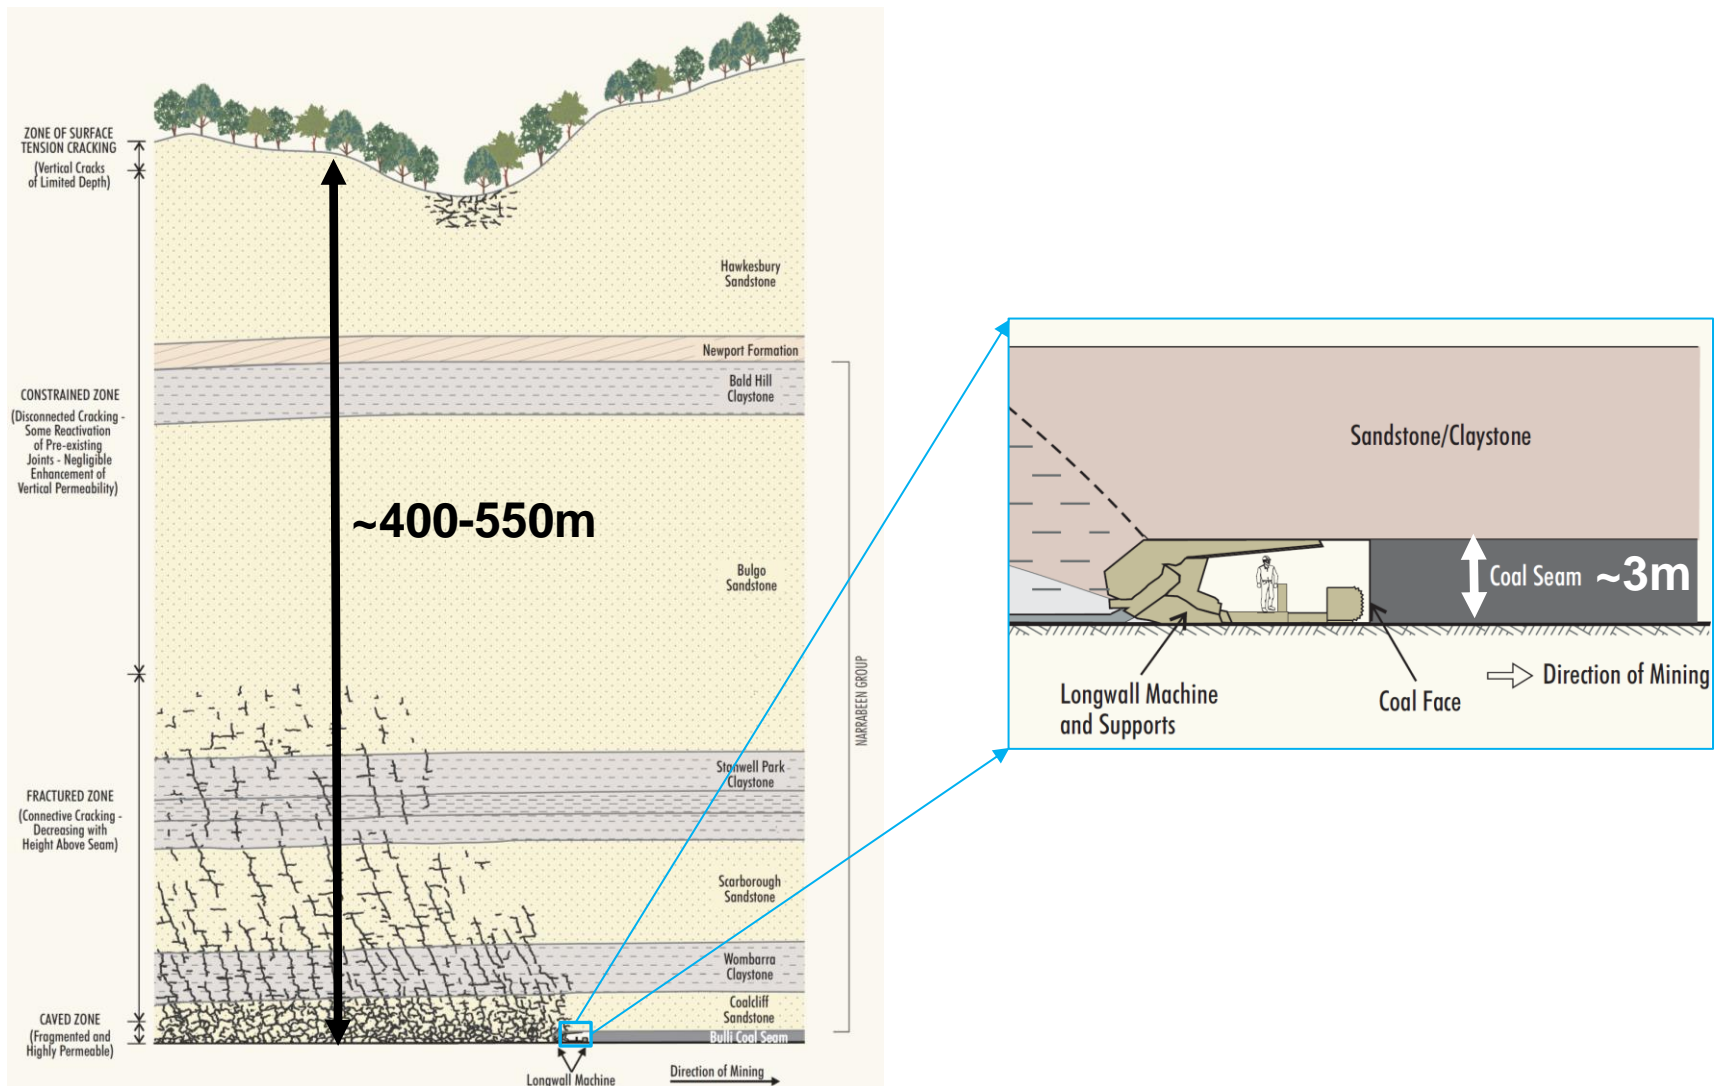 ZONE OF SURFACE
TENSION CRACKING
(Vertical Cracks
of Limited Depth)
Hawkesbury
Sandstone
Newport Formation
Bald Hill
Claystone
CONSTRAINED ZONE
(Disconnected Cracking -
Some Reactivation
of Pre-existing
Joints - Negligible
Enhancement of
Vertical Permeability)
~400-550m
Bulgo
Sandstone
NARRABEEN GROUP
Stanwell Park
Claystone
FRACTURED ZONE
(Connective Cracking -
Decreasing with
Height Above Seam)
Scarborough
Sandstone
Wombarra
Claystone
Coalcliff
Sandstone
CAVED ZONE
(Fragmented and
Highly Permeable)
Bulli Coal Seam
Longwall Machine
Direction of Mining
Sandstone/Claystone
Coal Seam ~3m
Longwall Machine
and Supports
Coal Face
Direction of Mining